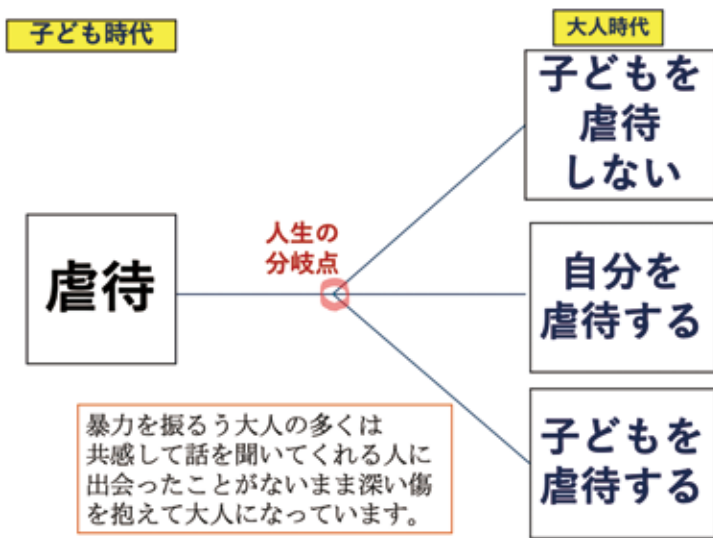 子ども時代
大人時代
子どもを
虐待
しない
人生の
分岐点
虐待
自分を
虐待する
子どもを
虐待する
暴力を振るう大人の多くは
共感して話を聞いてくれる人に
出会ったことがないまま深い傷
を抱えて大人になっています。